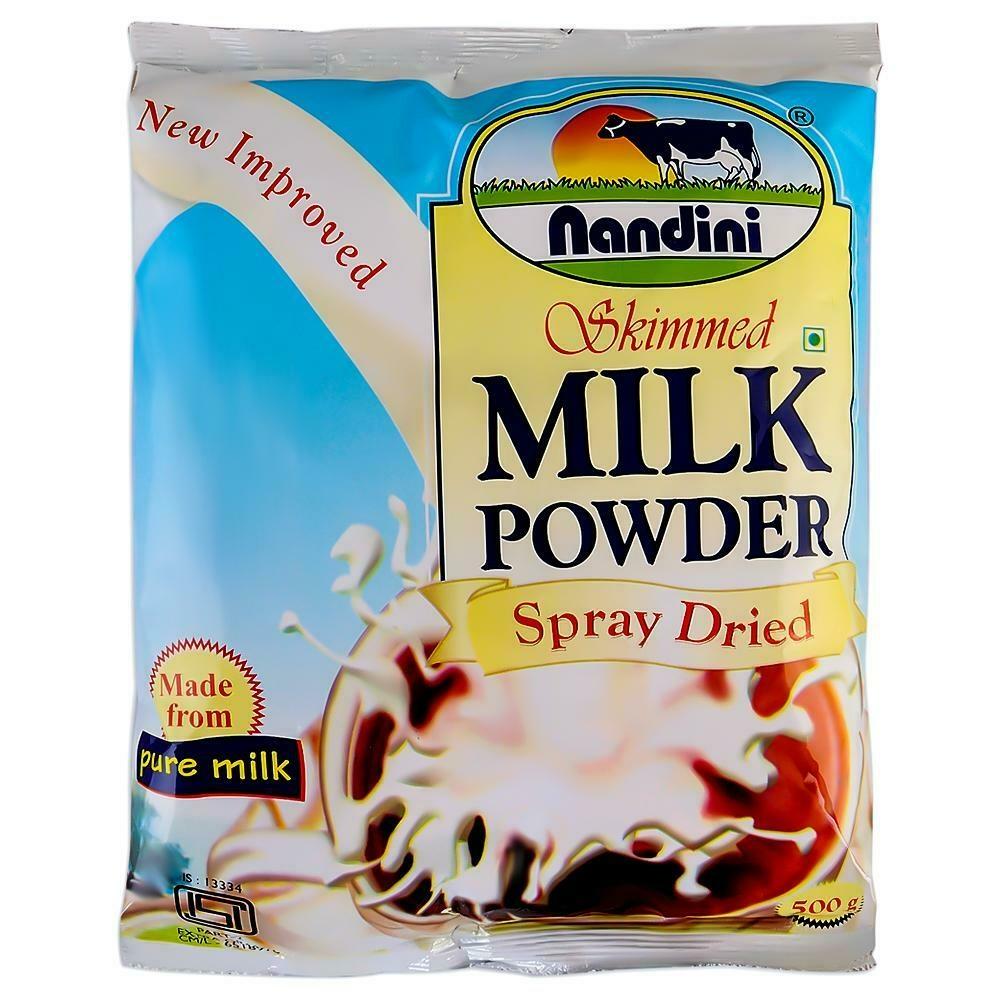 New Improved
®
Nandini
Skimmed
MILK
POWDER
Spray Dried
Made
from
pure milk
IS : 13334
ISI
500 g